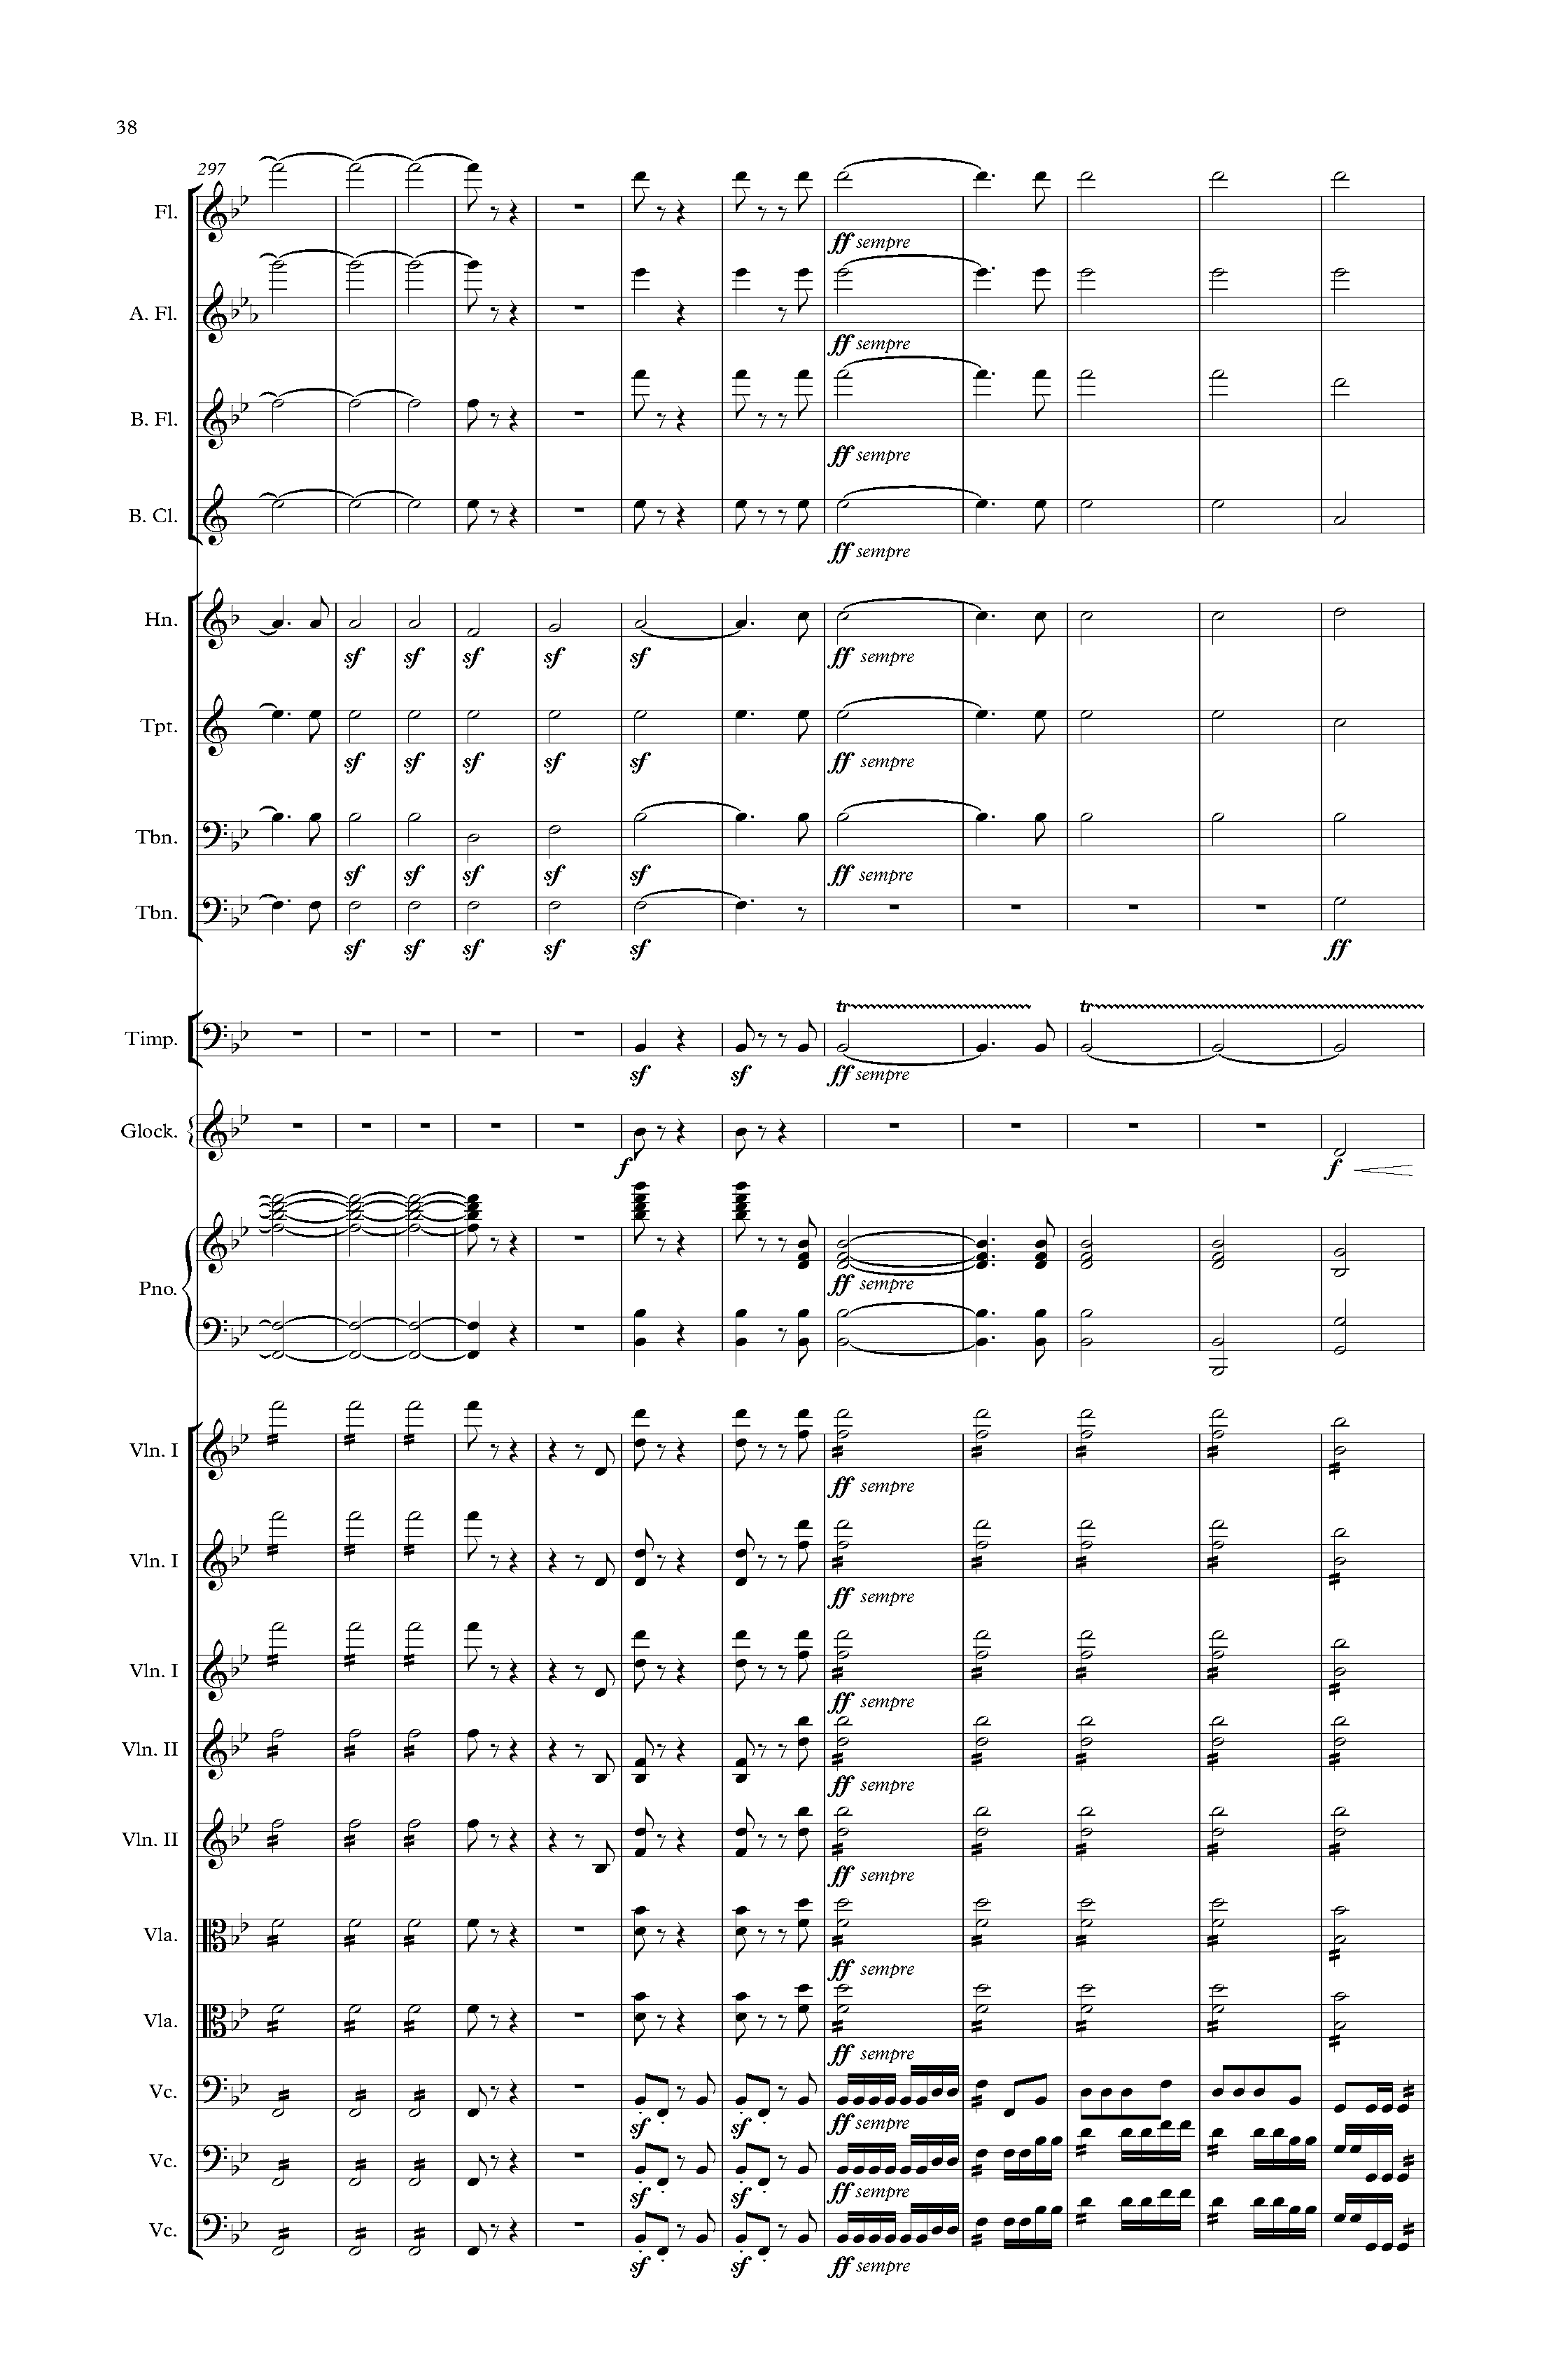 38
297
Fl.
ff sempre
A. Fl.
ff sempre
B. Fl.
ff sempre
B. Cl.
ff sempre
Hn.
sf sf sf sf sf ff sempre
Tpt.
sf sf sf sf sf ff sempre
Tbn.
sf sf sf sf sf ff sempre
Tbn.
sf sf sf sf sf ff
tr tr
Timp.
sf sf ff sempre
Glock.
f f
Pno.
ff sempre
Vln. I
ff sempre
Vln. I
ff sempre
Vln. I
ff sempre
Vln. II
ff sempre
Vln. II
ff sempre
Vla.
ff sempre
Vla.
ff sempre
Vc.
sf sf ff sempre
Vc.
sf sf ff sempre
Vc.
sf sf ff sempre